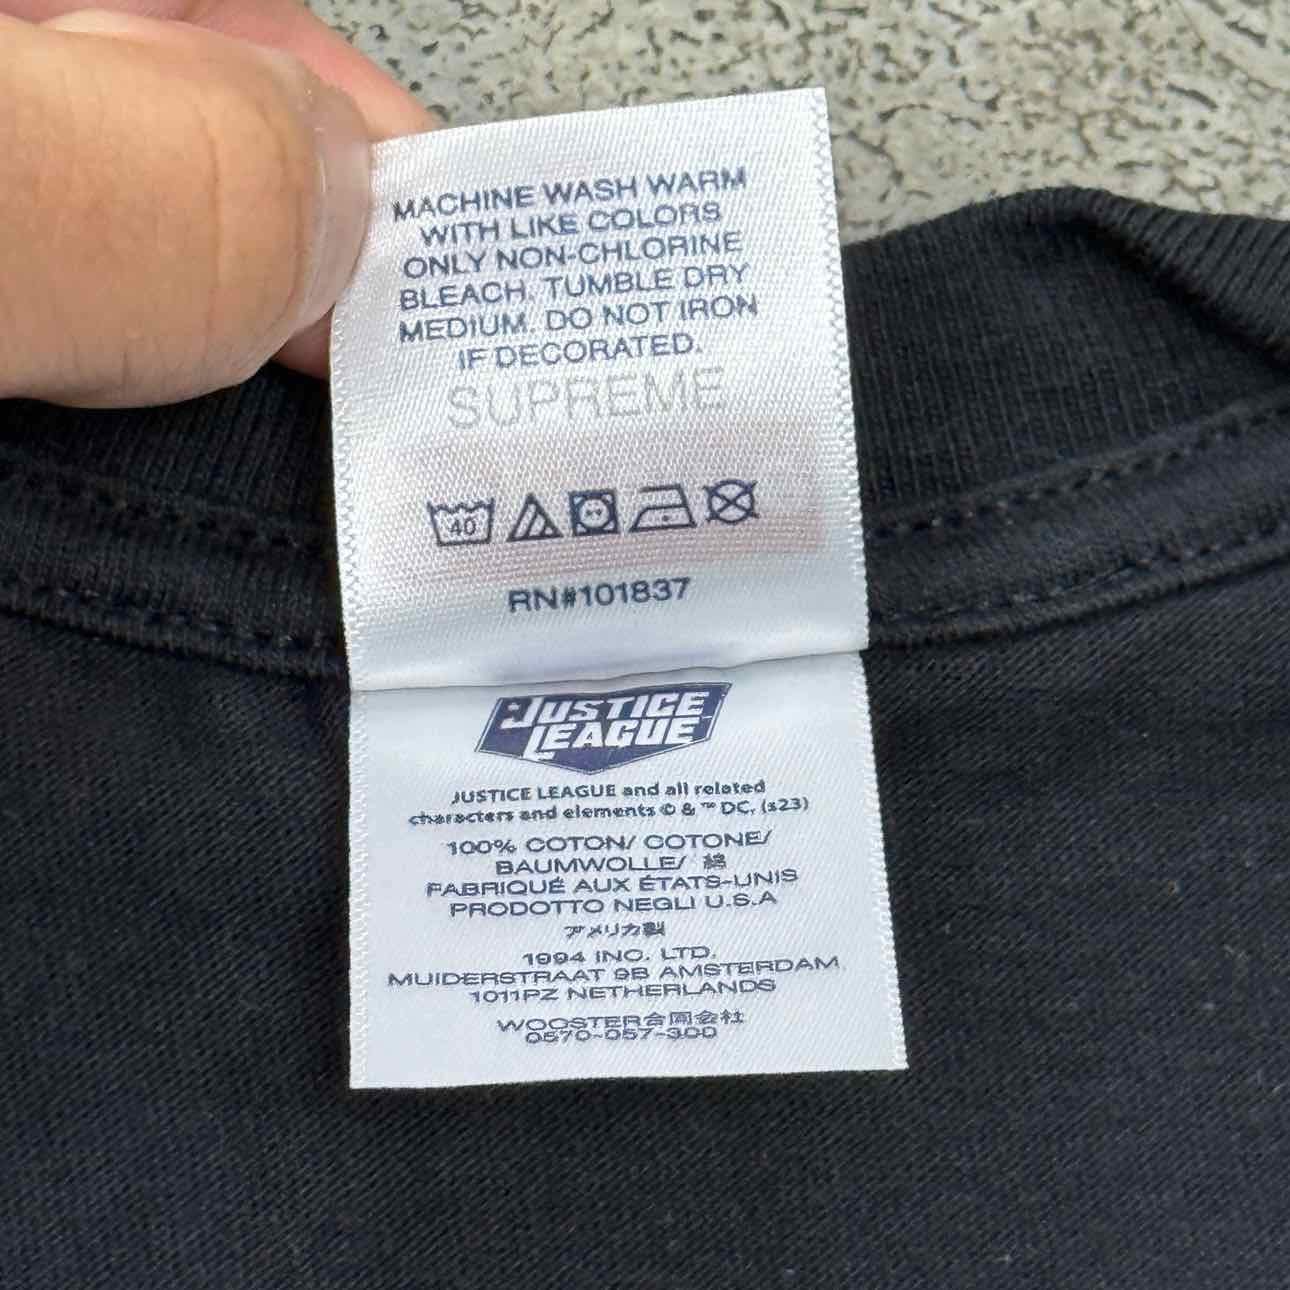 MACHINE WASH WARM
WITH LIKE COLORS
ONLY NON-CHLORINE
BLEACH. TUMBLE DRY
MEDIUM. DO NOT IRON
IF DECORATED.
SUPREME
40
RN#101837
JUSTICE
LEAGUE
JUSTICE LEAGUE and all related
characters and elements © & ™ DC. (s23)
100% COTON/ COTONE/
BAUMWOLLE/ 綿
FABRIQUÉ AUX ÉTATS-UNIS
PRODOTTO NEGLI U.S.A
アメリカ製
1994 INC. LTD.
MUIDERSTRAAT 9B AMSTERDAM
1011PZ NETHERLANDS
WOOSTER合同会社
0570-057-300